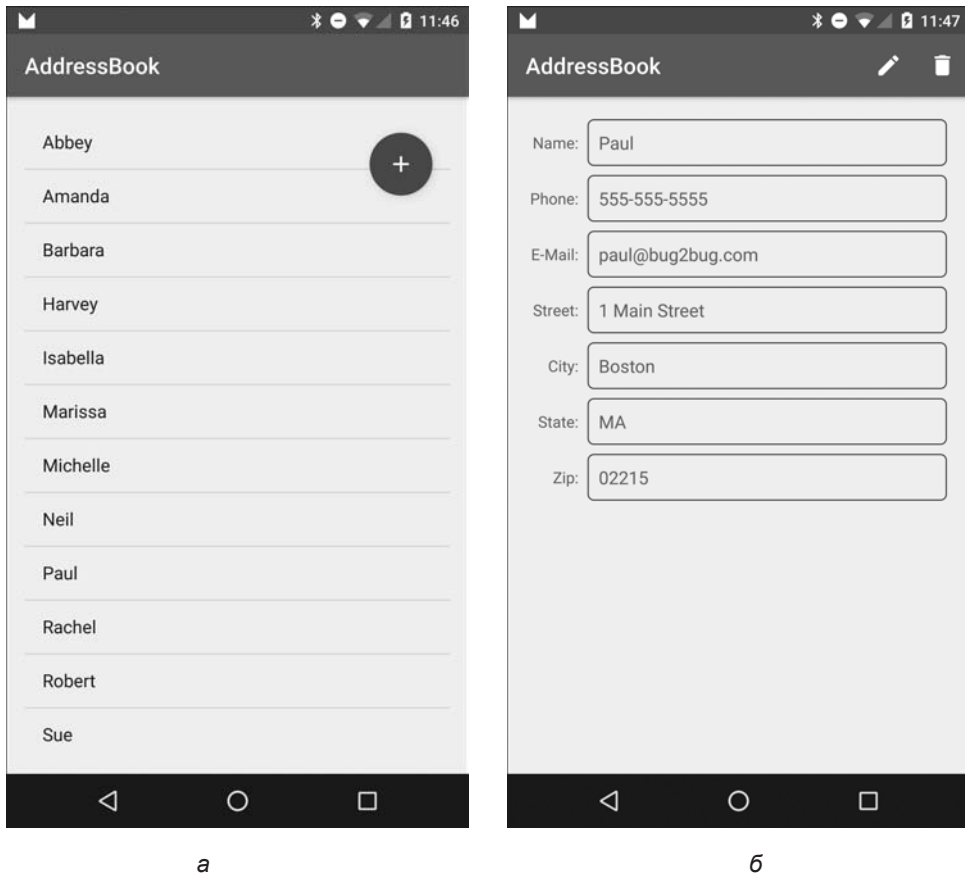 11:46
AddressBook
Abbey
+
Amanda
Barbara
Harvey
Isabella
Marissa
Michelle
Neil
Paul
Rachel
Robert
Sue
а
11:47
AddressBook
Name: Paul
Phone: 555-555-5555
E-Mail: paul@bug2bug.com
Street: 1 Main Street
City: Boston
State: MA
Zip: 02215
б